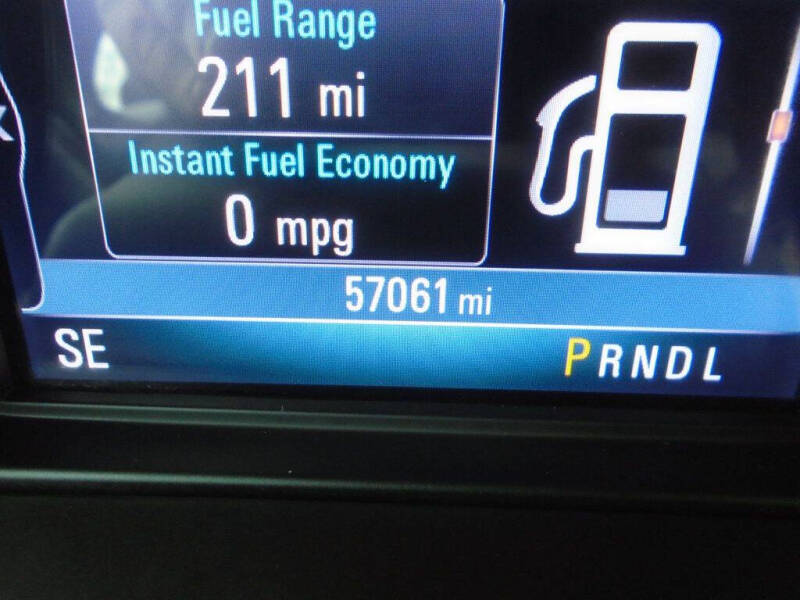 Fuel Range
211 mi
Instant Fuel Economy
0 mpg
57061 mi
SE
PRNDL